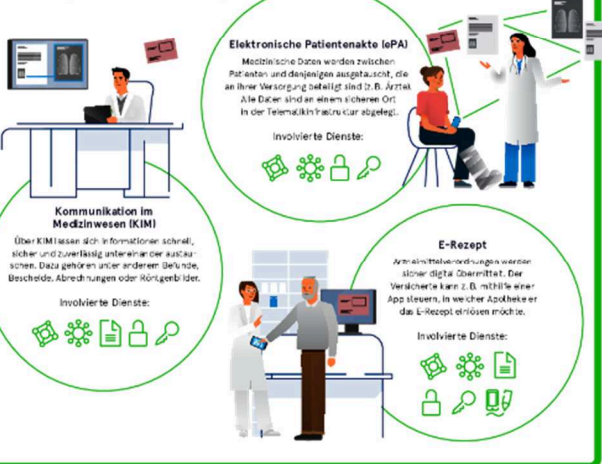 Elektronische Patientenakte (ePA)
Medizinische Daten werden zwischen
Patienten und denjenigen ausgetauscht, die
an ihrer Versorgung beteiligt sind (z. B. Ärzte).
Alle Daten sind an einem sicheren Ort
in der Telematikinfrastruktur abgelegt.
Involvierte Dienste:
Kommunikation im
Medizinwesen (KIM)
Über KIM lassen sich Informationen schnell,
sicher und zuverlässig untereinander austau-
schen. Dazu gehören unter anderem Befunde,
Bescheide, Abrechnungen oder Röntgenbilder.
Involvierte Dienste:
E-Rezept
Arzneimittelverordnungen werden
sicher digital übermittelt. Der
Versicherte kann z. B. mithilfe einer
App steuern, in welcher Apotheke er
das E-Rezept einlösen möchte.
Involvierte Dienste: